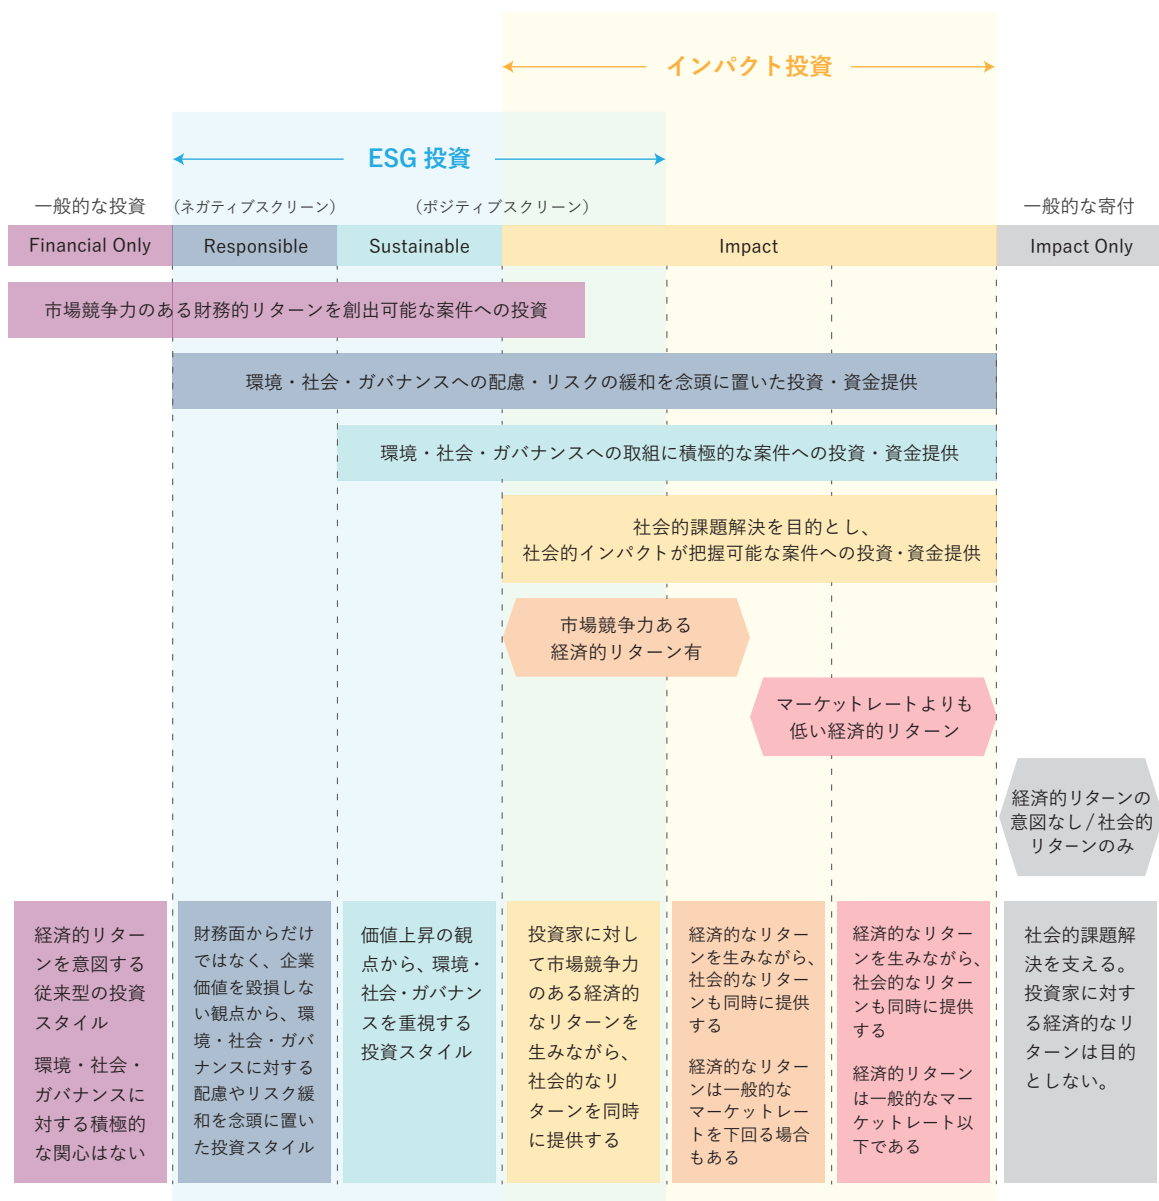 インパクト投資
ESG 投資
一般的な投資
（ネガティブスクリーン）
（ポジティブスクリーン）
一般的な寄付
Financial Only
Responsible
Sustainable
Impact
Impact Only
市場競争力のある財務的リターンを創出可能な案件への投資
環境・社会・ガバナンスへの配慮・リスクの緩和を念頭に置いた投資・資金提供
環境・社会・ガバナンスへの取組に積極的な案件への投資・資金提供
社会的課題解決を目的とし、
社会的インパクトが把握可能な案件への投資・資金提供
市場競争力ある
経済的リターン有
マーケットレートよりも
低い経済的リターン
経済的リターンの
意図なし/社会的
リターンのみ
経済的リター
ンを意図する
従来型の投資
スタイル
環境・社会・
ガバナンスに
対する積極的
な関心はない
財務面からだけ
ではなく、企業
価値を毀損しな
い観点から、環
境・社会・ガバ
ナンスに対する
配慮やリスク緩
和を念頭に置い
た投資スタイル
価値上昇の観
点から、環境・
社会・ガバナン
スを重視する
投資スタイル
投資家に対し
て市場競争力
のある経済的
なリターンを
生みながら、
社会的なリ
ターンを同時
に提供する
経済的なリター
ンを生みながら、
社会的なリター
ンも同時に提供
する
経済的なリター
ンは一般的な
マーケットレー
トを下回る場合
もある
経済的なリター
ンを生みながら、
社会的なリター
ンも同時に提供
する
経済的リターン
は一般的なマー
ケットレート以
下である
社会的課題解
決を支える。
投資家に対す
る経済的なリ
ターンは目的
としない。